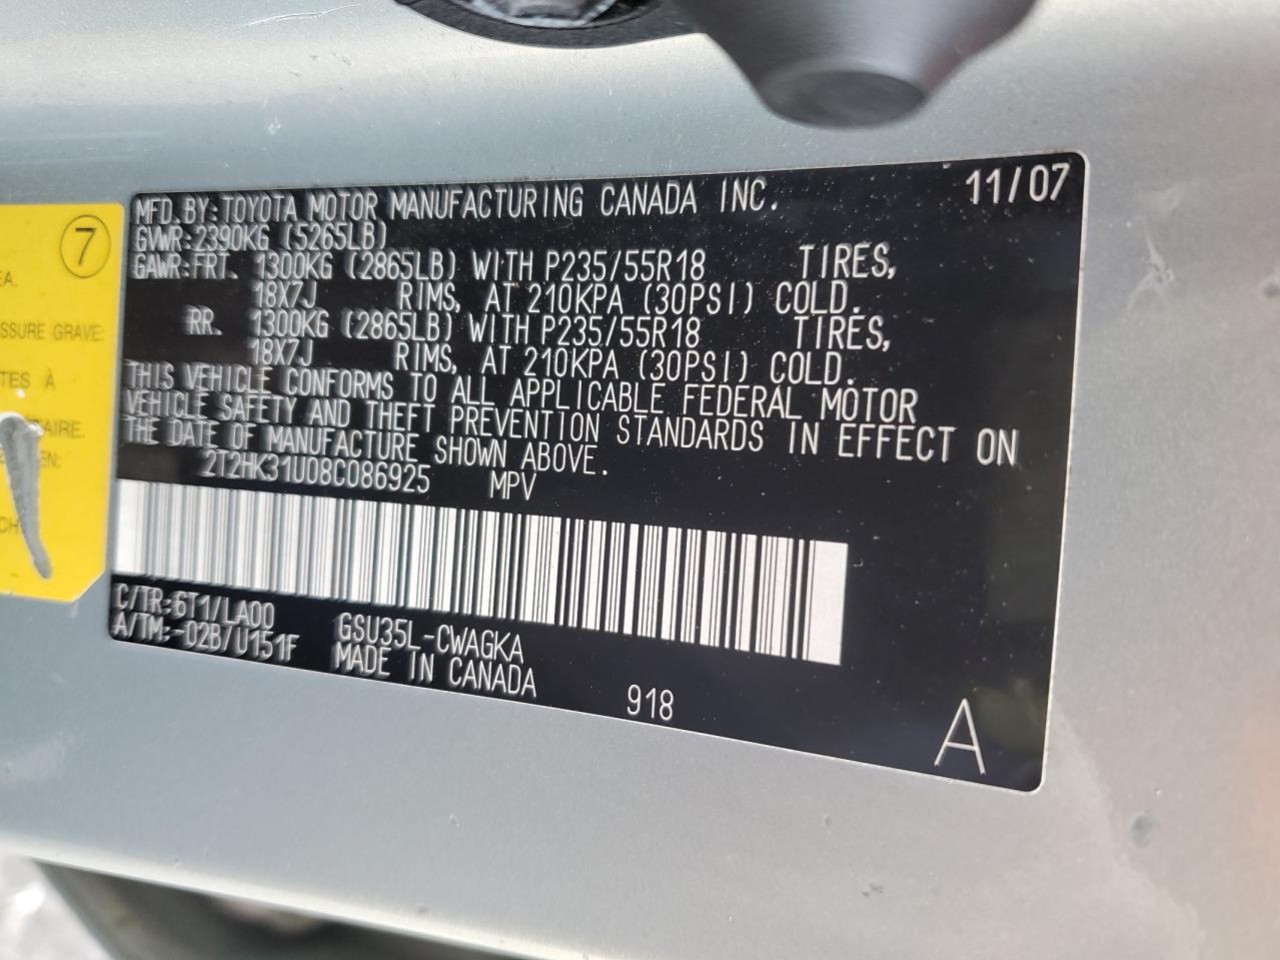 MFD.BY:TOYOTA MOTOR MANUFACTURING CANADA INC. 11/07
GVWR:2390KG (5265LB)
GAWR:FRT. 1300KG (2865LB) WITH P235/55R18 TIRES,
18X7J RIMS, AT 210KPA (30PSI) COLD.
RR. 1300KG (2865LB) WITH P235/55R18 TIRES,
18X7J RIMS, AT 210KPA (30PSI) COLD.
THIS VEHICLE CONFORMS TO ALL APPLICABLE FEDERAL MOTOR
VEHICLE SAFETY AND THEFT PREVENTION STANDARDS IN EFFECT ON
THE DATE OF MANUFACTURE SHOWN ABOVE.
2T2HK31U08C086925 MPV
C/TR:6T1/LA00 GSU35L-CWAGKA
A/TM:-02B/U151F MADE IN CANADA
918
A
7
EA.
SSURE GRAVE:
TES À
AIRE.
EN:
CH